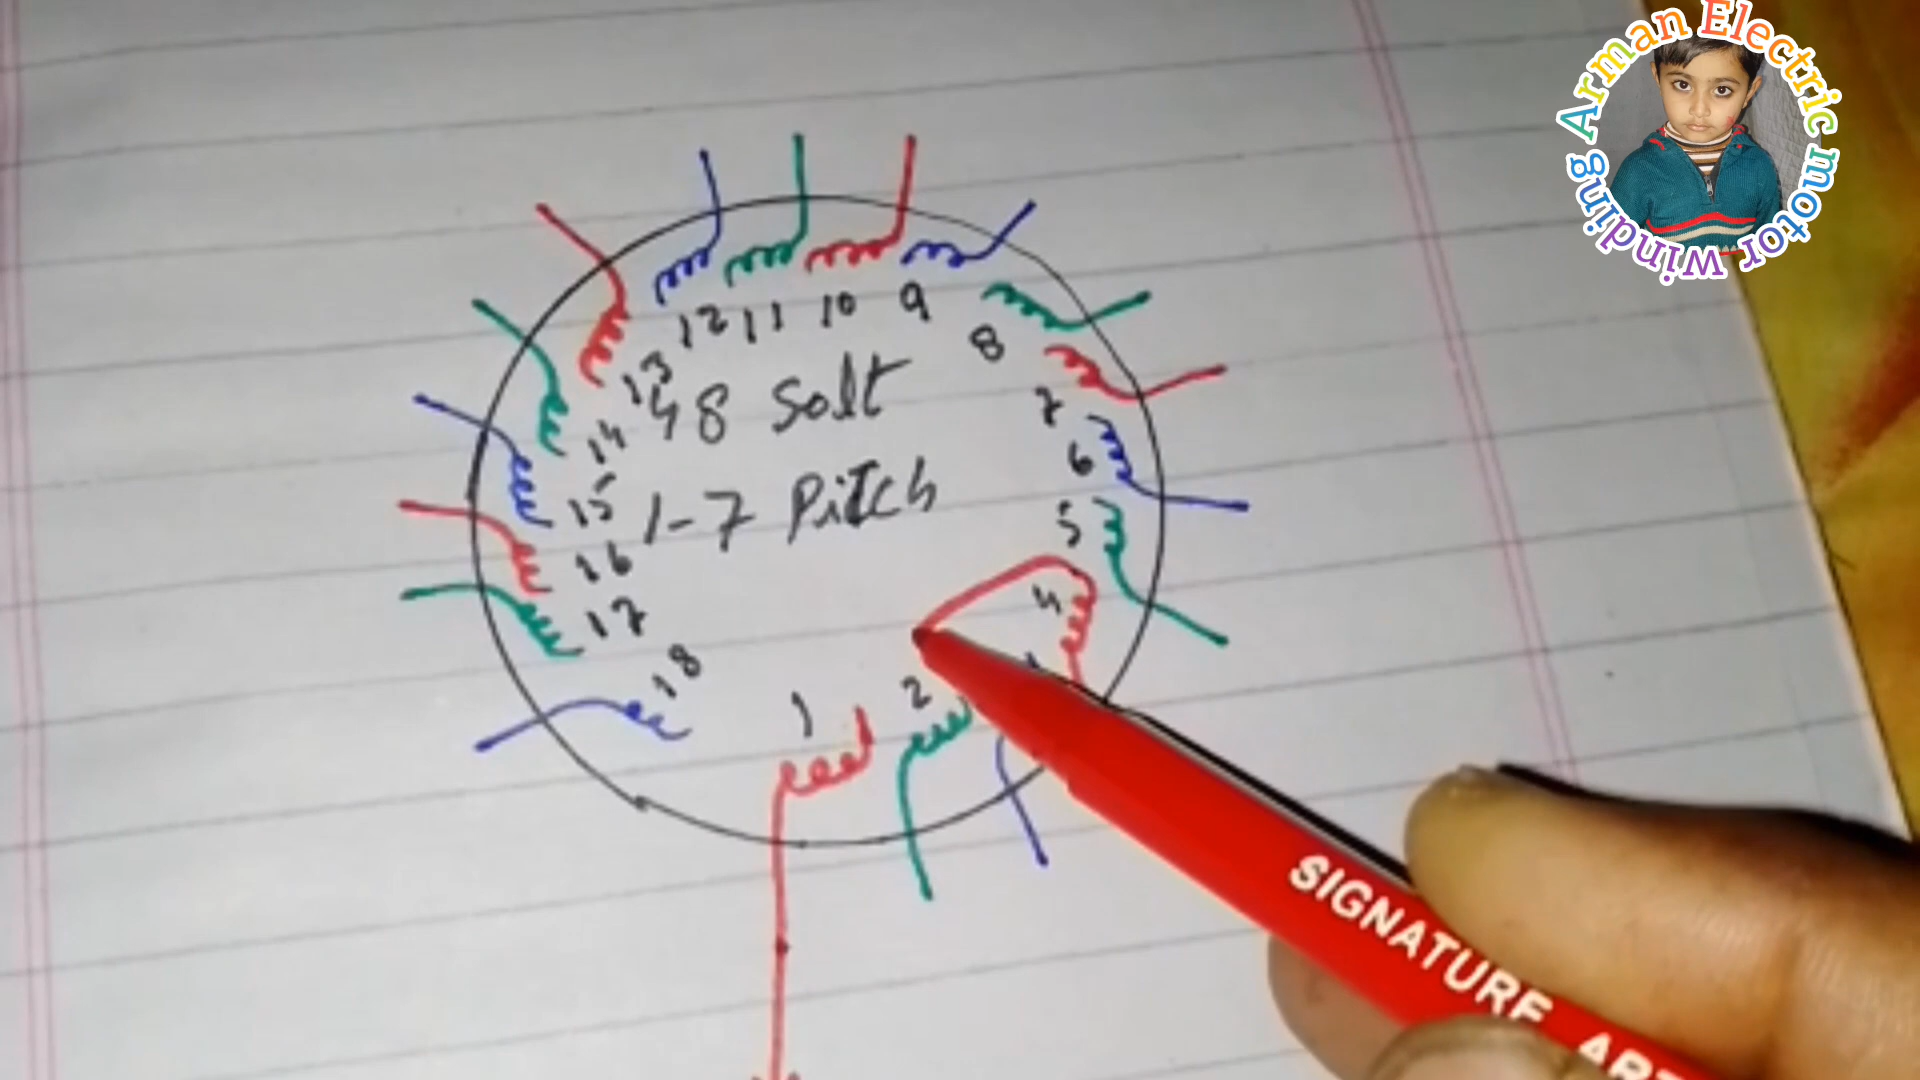 Arman Electric motor winding
12 11 10 9
13 8
48 Solt
14 7
6
15 1-7 Pitch
5
16
4
17
18
1 2
SIGNATURE